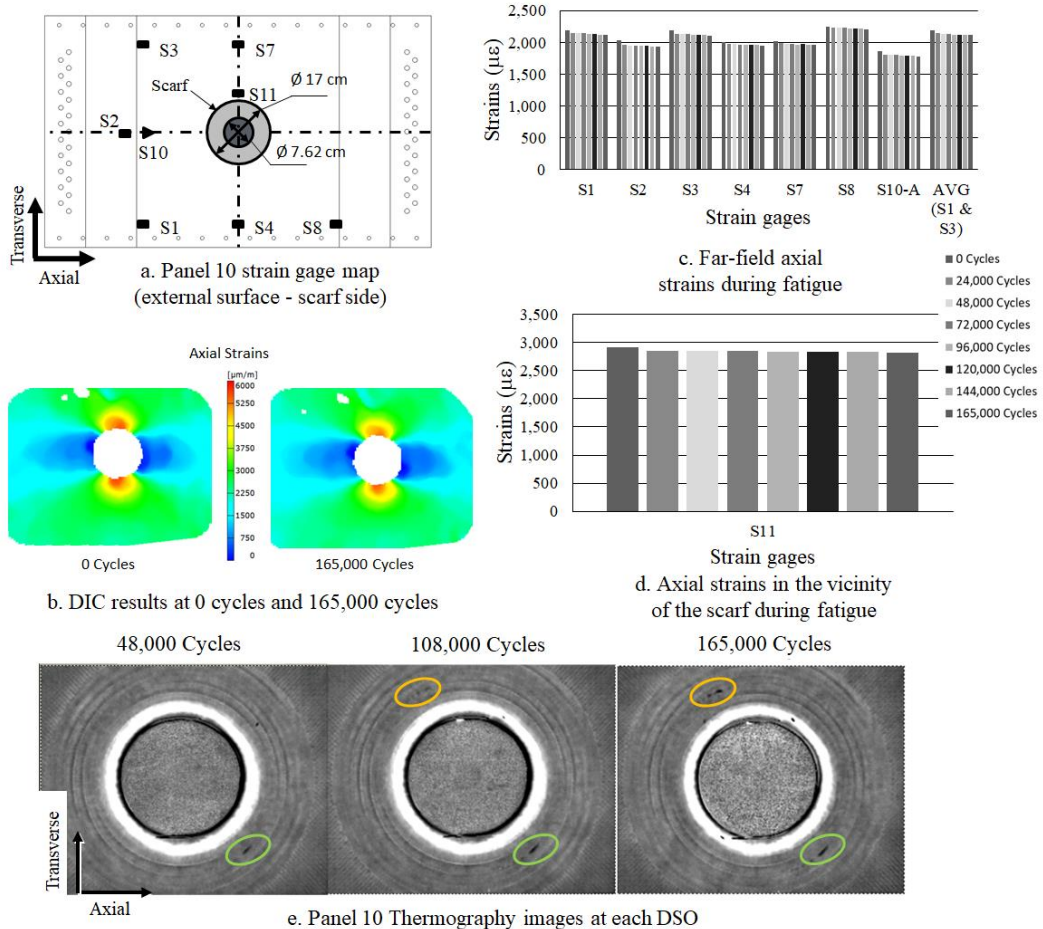 S3
S7
Scarf
Ø 17 cm
S11
S2
S10
Ø 7.62 cm
S1
S4
S8
Transverse
Axial
a. Panel 10 strain gage map
(external surface - scarf side)
Strains (µε)
2,500
2,000
1,500
1,000
500
0
S1
S2
S3
S4
S7
S8
S10-A
AVG
(S1 &
S3)
Strain gages
c. Far-field axial
strains during fatigue
0 Cycles
24,000 Cycles
48,000 Cycles
72,000 Cycles
96,000 Cycles
120,000 Cycles
144,000 Cycles
165,000 Cycles
Axial Strains
[µm/m]
6000
5250
4500
3750
3000
2250
1500
750
0
0 Cycles
165,000 Cycles
b. DIC results at 0 cycles and 165,000 cycles
Strains (µε)
3,500
3,000
2,500
2,000
1,500
1,000
500
0
S11
Strain gages
d. Axial strains in the vicinity
of the scarf during fatigue
48,000 Cycles
108,000 Cycles
165,000 Cycles
Transverse
Axial
e. Panel 10 Thermography images at each DSO